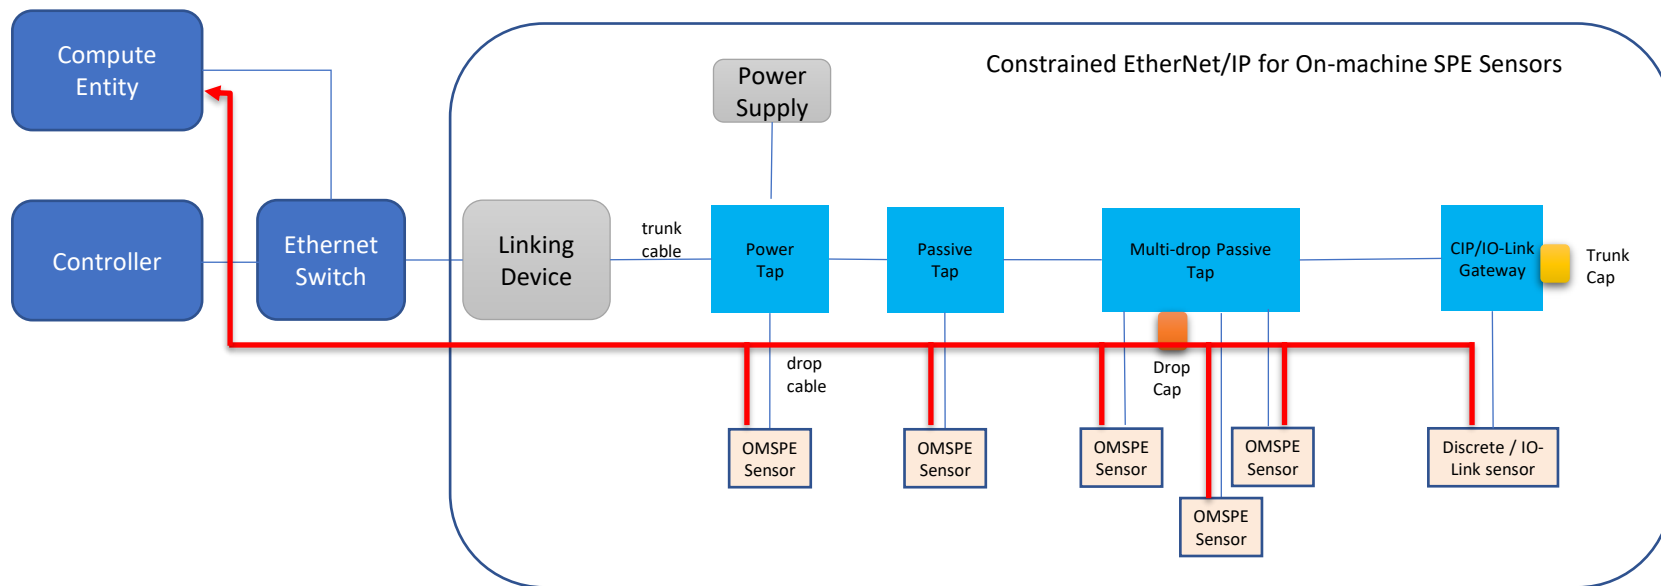 Compute
Entity
Constrained EtherNet/IP for On-machine SPE Sensors
Power
Supply
Controller
Ethernet
Switch
Linking
Device
trunk
cable
Power
Tap
Passive
Tap
Multi-drop Passive
Tap
CIP/IO-Link
Gateway
Trunk
Cap
drop
cable
Drop
Cap
OMSPE
Sensor
OMSPE
Sensor
OMSPE
Sensor
OMSPE
Sensor
Discrete / IO-
Link sensor
OMSPE
Sensor